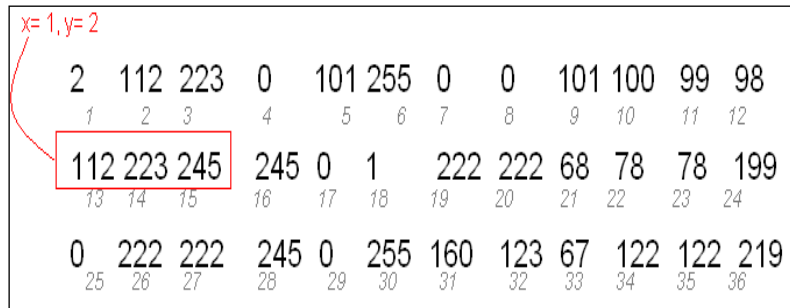 x= 1, y= 2
2 112 223 0 101 255 0 0 101 100 99 98
1 2 3 4 5 6 7 8 9 10 11 12
112 223 245 245 0 1 222 222 68 78 78 199
13 14 15 16 17 18 19 20 21 22 23 24
0 222 222 245 0 255 160 123 67 122 122 219
25 26 27 28 29 30 31 32 33 34 35 36